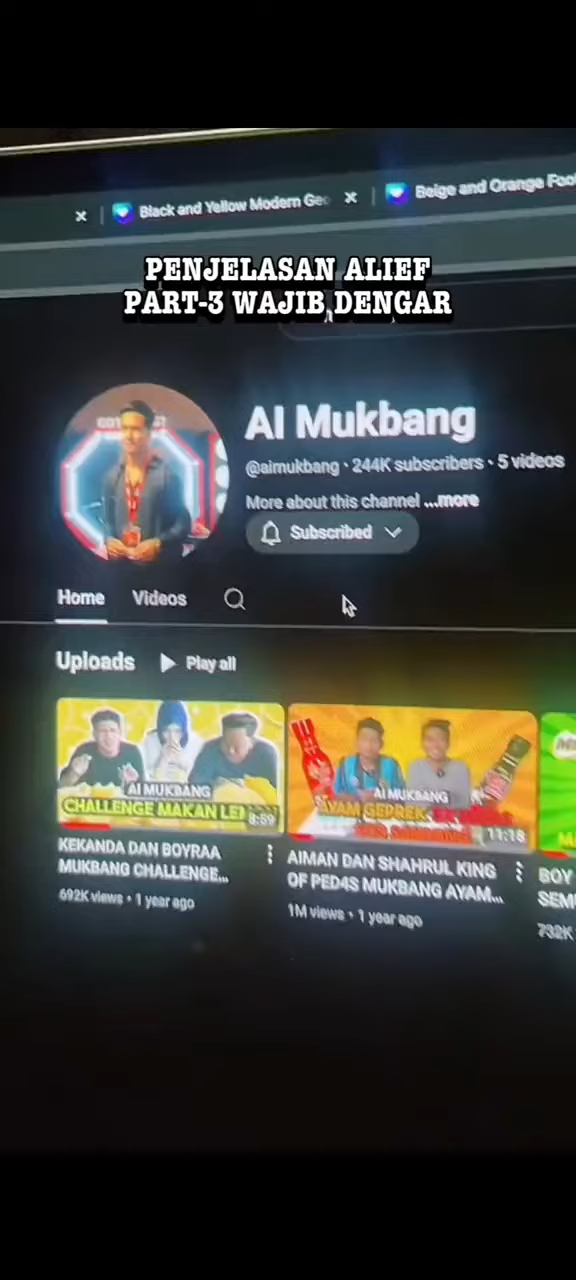 Black and Yellow Modern Geo
Beige and Orange Foo
PENJELASAN ALIEF
PART-3 WAJIB DENGAR
AI Mukbang
@aimukbang • 244K subscribers • 5 videos
More about this channel ...more
Subscribed
Home Videos
Uploads Play all
AI MUKBANG
CHALLENGE MAKAN
8:59
AI MUKBANG
AYAM GEPREK
11:18
KEKANDA DAN BOYRAA
MUKBANG CHALLENGE...
692K views • 1 year ago
AIMAN DAN SHAHRUL KING
OF PED4S MUKBANG AYAM...
1M views • 1 year ago
BOY
SEM
732K